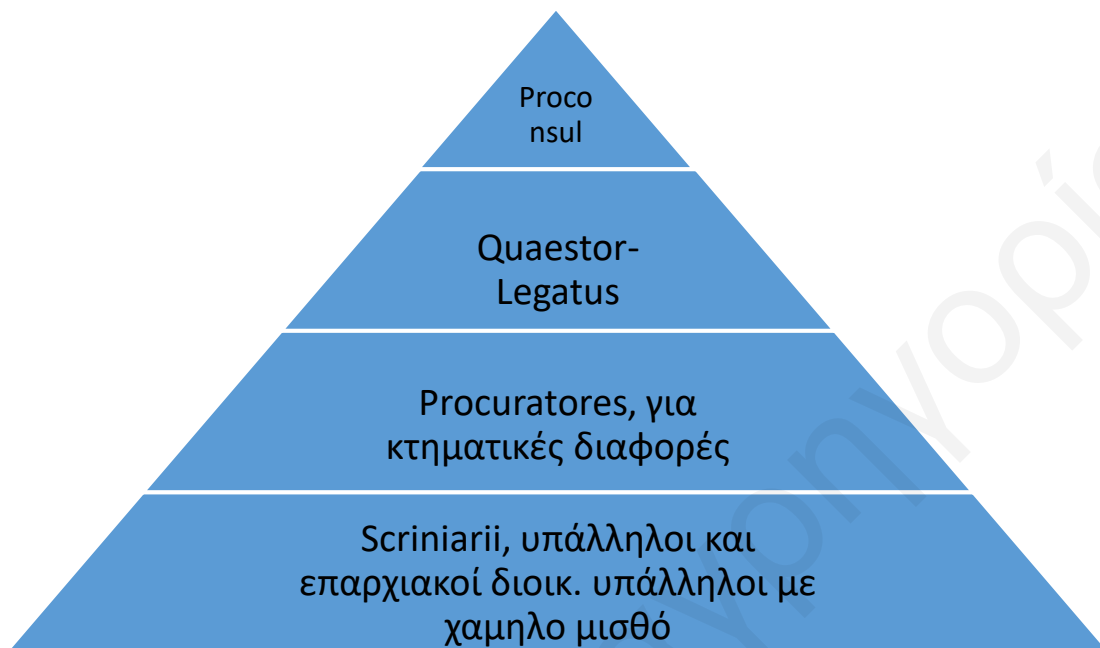 Proco
nsul
Quaestor-
Legatus
Procuratores, για
κτηματικές διαφορές
Scriniarii, υπάλληλοι και
επαρχιακοί διοικ. υπάλληλοι με
χαμηλο μισθό